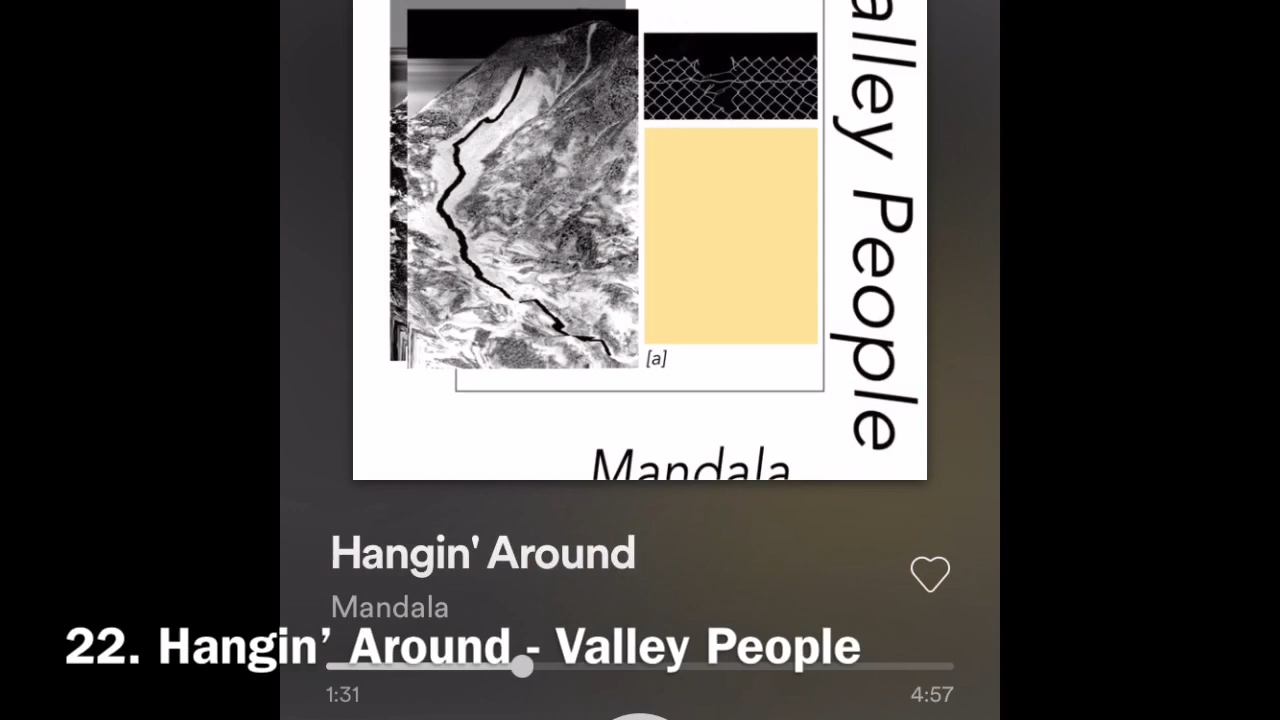 alley People
[a]
Mandala
Hangin' Around
Mandala
22. Hangin’ Around - Valley People
1:31
4:57